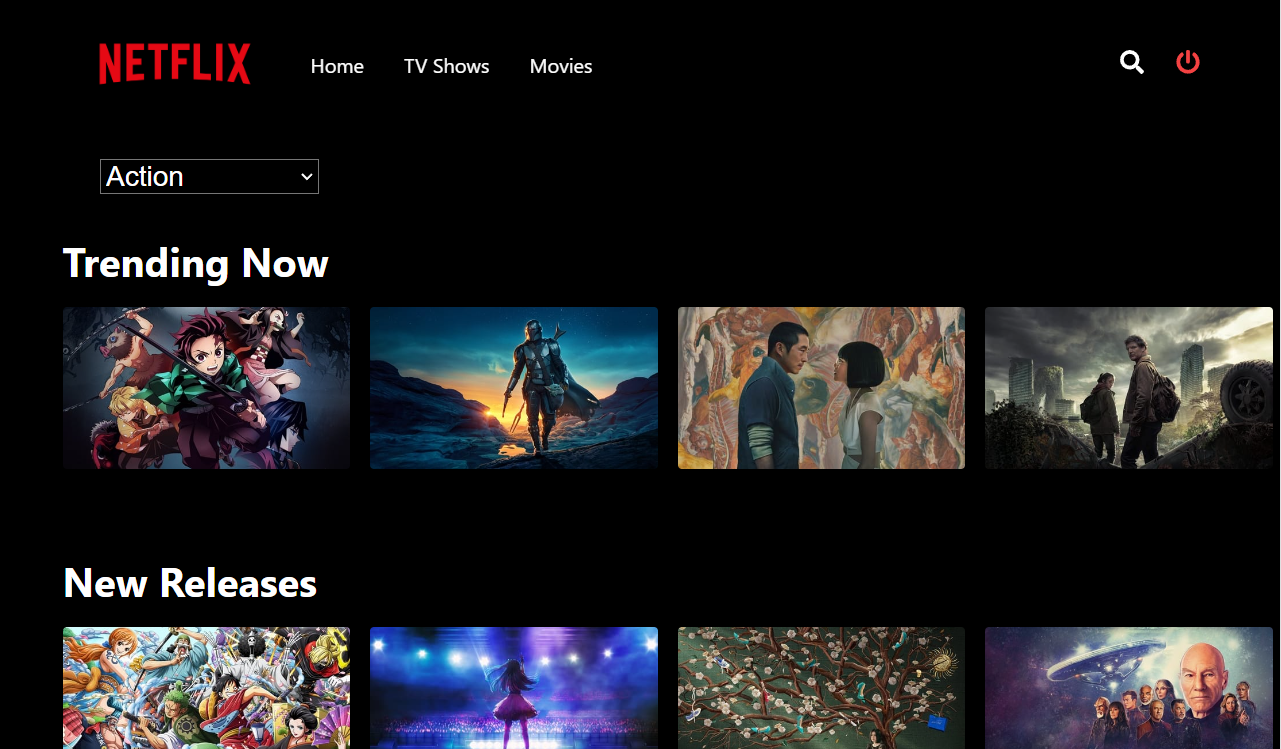 NETFLIX
Home
TV Shows
Movies
Action
Trending Now
New Releases